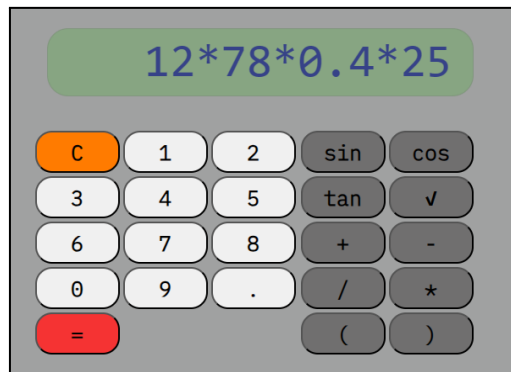 12*78*0.4*25
C 1 2 sin cos
3 4 5 tan √
6 7 8 + -
0 9 . / *
= ( )